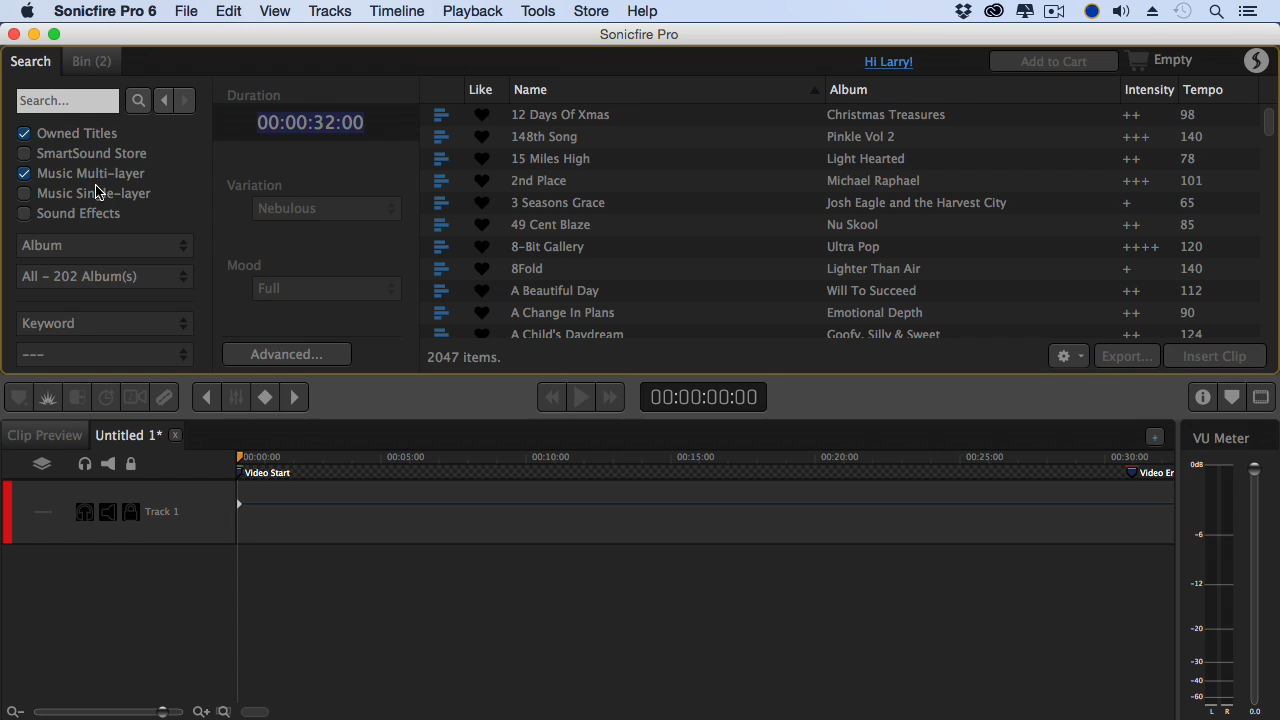 Sonicfire Pro 6 File Edit View Tracks Timeline Playback Tools Store Help
Sonicfire Pro
Search Bin (2) Hi Larry! Add to Cart Empty
Search...
Owned Titles
SmartSound Store
Music Multi-layer
Music Single-layer
Sound Effects
Album
All - 202 Album(s)
Keyword
---
Duration
00:00:32:00
Variation
Nebulous
Mood
Full
Advanced...
Like Name Album Intensity Tempo
12 Days Of Xmas Christmas Treasures ++ 98
148th Song Pinkle Vol 2 +++ 140
15 Miles High Light Hearted ++ 78
2nd Place Michael Raphael +++ 101
3 Seasons Grace Josh Eagle and the Harvest City + 65
49 Cent Blaze Nu Skool ++ 85
8-Bit Gallery Ultra Pop ++++ 120
8Fold Lighter Than Air + 140
A Beautiful Day Will To Succeed ++ 112
A Change In Plans Emotional Depth ++ 90
A Child's Daydream Goofy, Silly & Sweet ++ 124
2047 items. Export... Insert Clip
00:00:00:00
Clip Preview Untitled 1* x +
00:00:00 00:05:00 00:10:00 00:15:00 00:20:00 00:25:00 00:30:00
Video Start Video Er
Track 1
VU Meter
0dB
-6
-12
-20
-30
-40
-60
L R 0.0